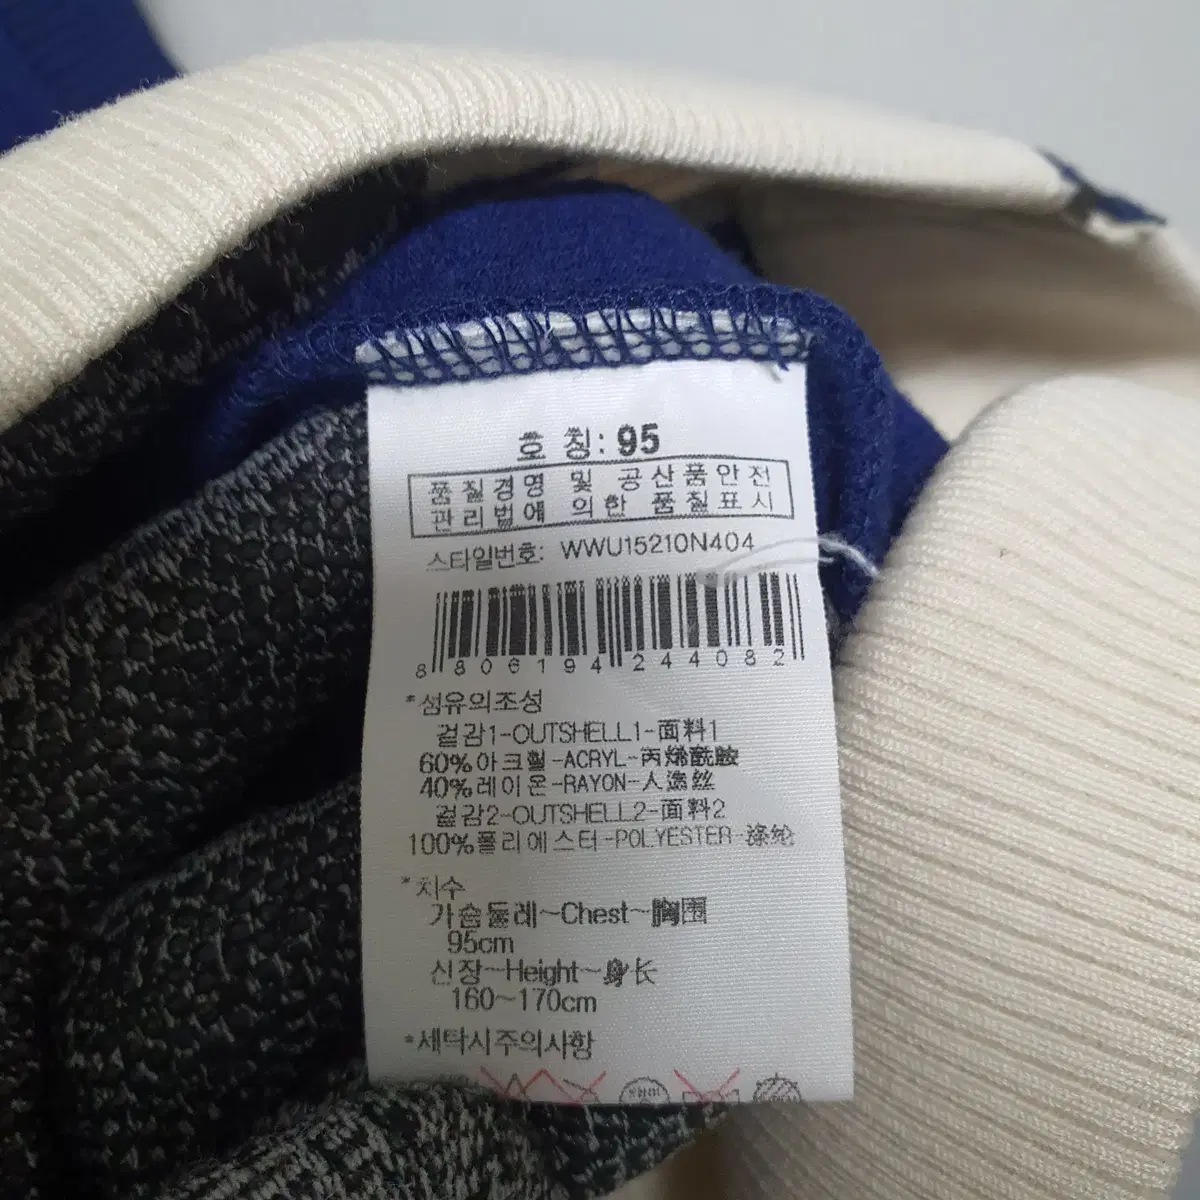 호 칭: 95
품질경영 및 공산품안전
관리법에 의한 품질표시
스타일번호: WWU15210N404
8 806194 244082
*섬유의조성
겉감1-OUTSHELL1-面料1
60%아크릴-ACRYL-丙烯酰胺
40%레이온-RAYON-人造丝
겉감2-OUTSHELL2-面料2
100%폴리에스터-POLYESTER-涤纶
*치수
가슴둘레~Chest~胸围
95cm
신장~Height~身长
160~170cm
*세탁시주의사항